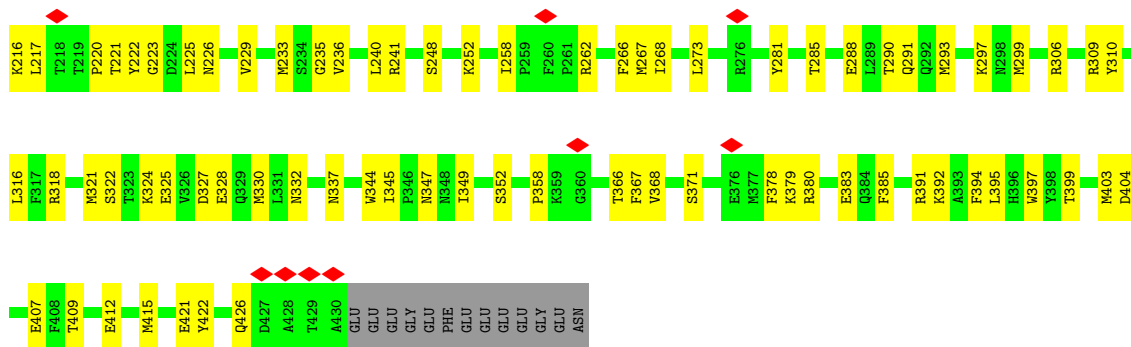 K216 L217 T218 T219 P220 T221 Y222 G223 D224 L225 N226 V229 M233 S234 G235 V236 L240 R241 S248 K252 I258 P259 F260 P261 R262 F266 M267 I268 L273 R276 Y281 T285 E288 L289 T290 Q291 Q292 M293 K297 N298 M299 R306 R309 Y310
L316 F317 R318 M321 S322 T323 K324 E325 V326 D327 E328 Q329 M330 L331 N332 N337 W344 I345 P346 N347 N348 I349 S352 P358 K359 G360 T366 F367 V368 S371 E376 M377 F378 K379 R380 E383 Q384 F385 R391 K392 A393 F394 L395 H396 W397 Y398 T399 M403 D404
E407 F408 T409 E412 M415 E421 Y422 Q426 D427 A428 T429 A430 GLU GLU GLU GLY GLU PHE GLU GLU GLU GLU GLY GLU ASN